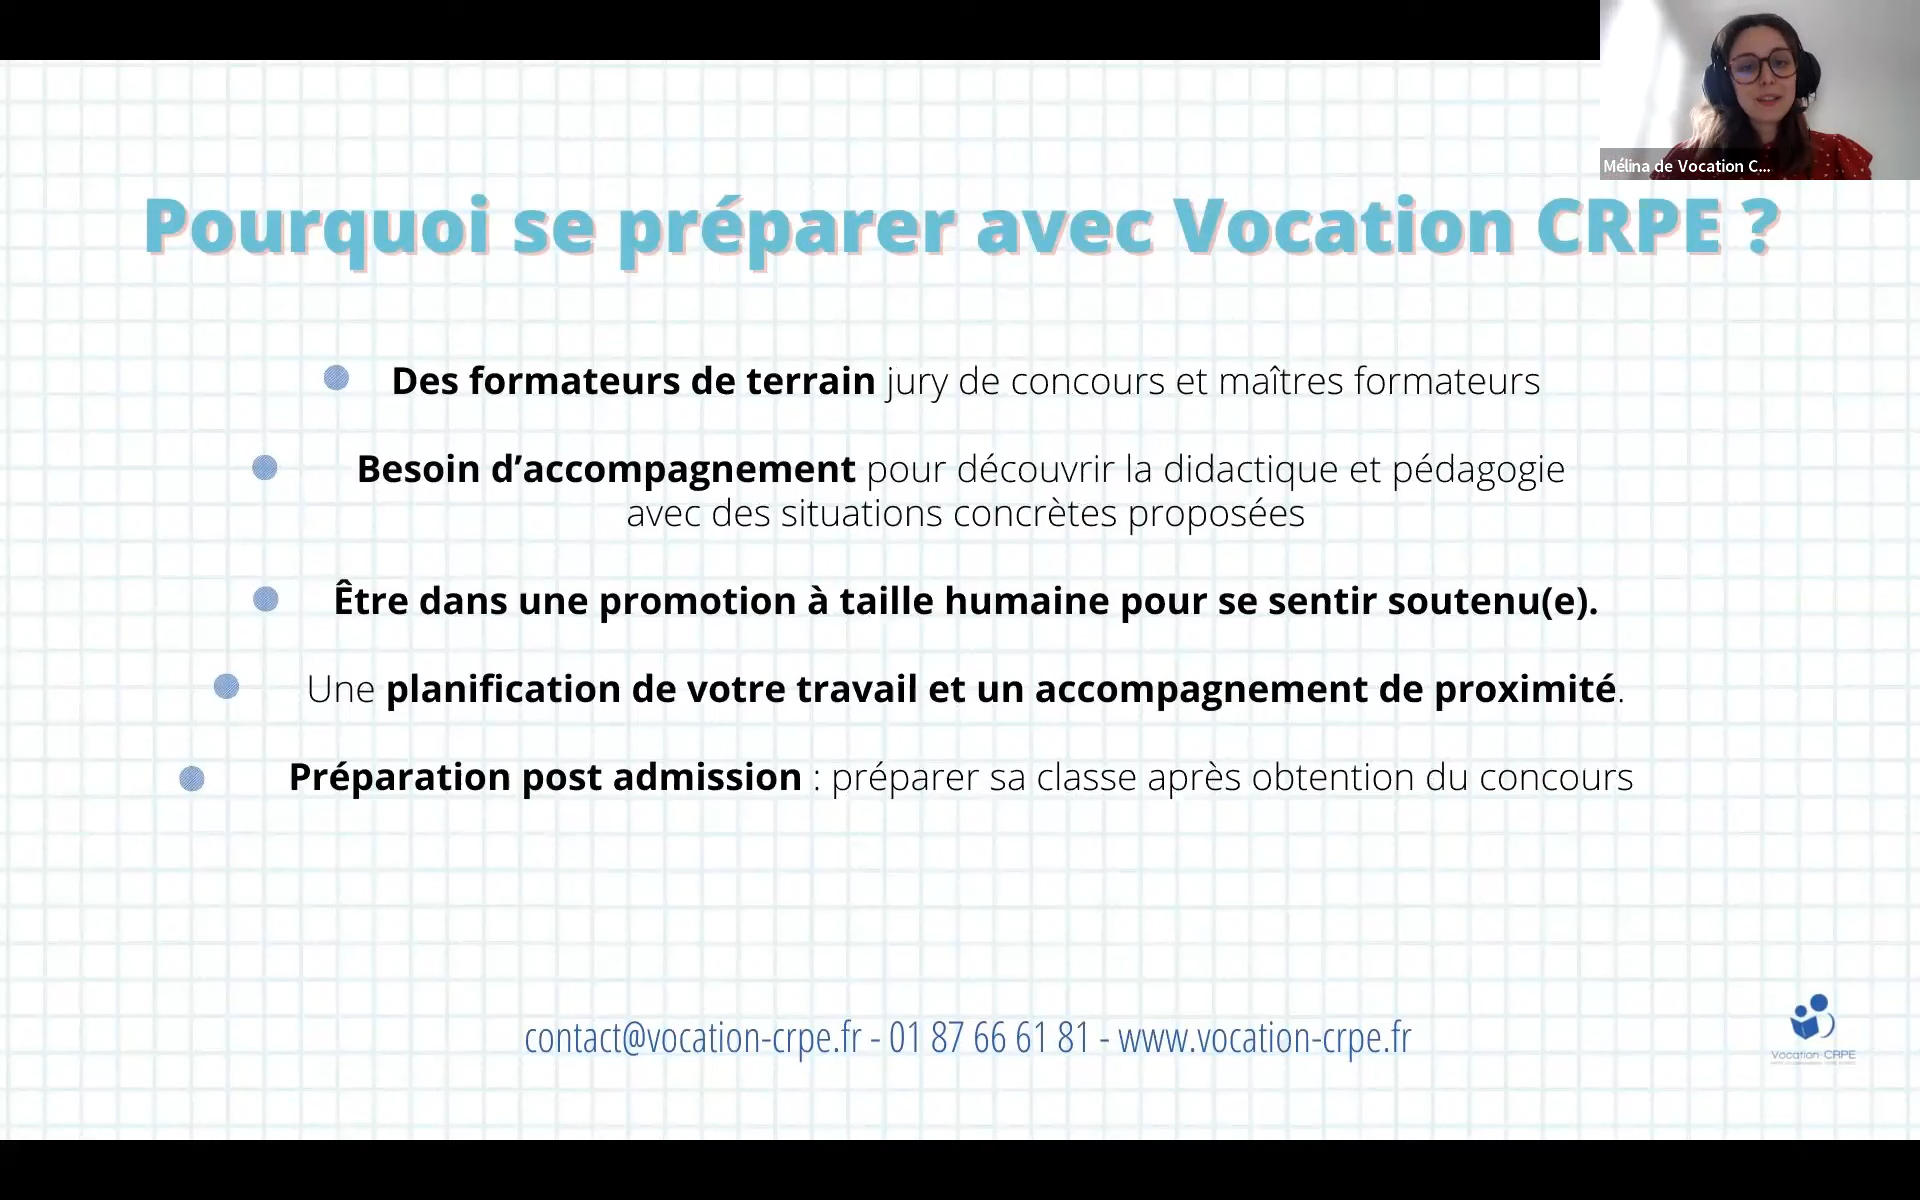 Mélina de Vocation C...
Pourquoi se préparer avec Vocation CRPE ?
Des formateurs de terrain jury de concours et maîtres formateurs
Besoin d’accompagnement pour découvrir la didactique et pédagogie
avec des situations concrètes proposées
Être dans une promotion à taille humaine pour se sentir soutenu(e).
Une planification de votre travail et un accompagnement de proximité.
Préparation post admission : préparer sa classe après obtention du concours
contact@vocation-crpe.fr - 01 87 66 61 81 - www.vocation-crpe.fr
Vocation CRPE